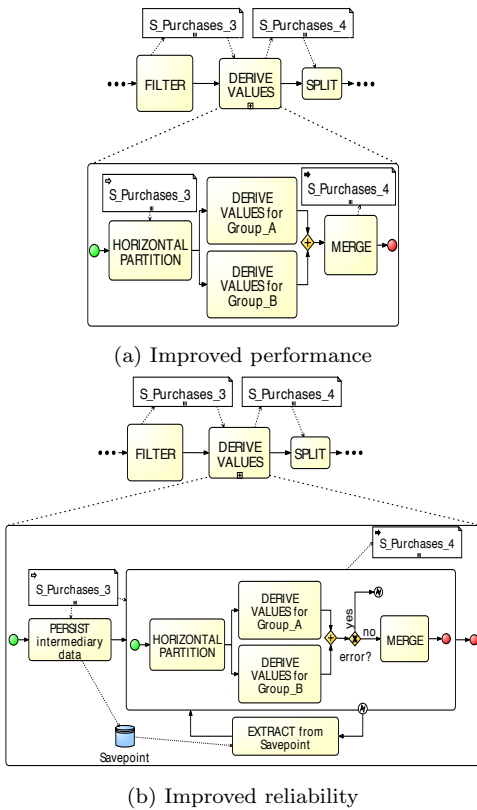 S_Purchases_3
S_Purchases_4
FILTER
DERIVE
VALUES
SPLIT
S_Purchases_3
S_Purchases_4
DERIVE
VALUES for
Group_A
HORIZONTAL
PARTITION
MERGE
DERIVE
VALUES for
Group_B
(a) Improved performance
S_Purchases_3
S_Purchases_4
FILTER
DERIVE
VALUES
SPLIT
S_Purchases_4
S_Purchases_3
PERSIST
intermediary
data
HORIZONTAL
PARTITION
DERIVE
VALUES for
Group_A
DERIVE
VALUES for
Group_B
yes
no
error?
MERGE
EXTRACT from
Savepoint
Savepoint
(b) Improved reliability